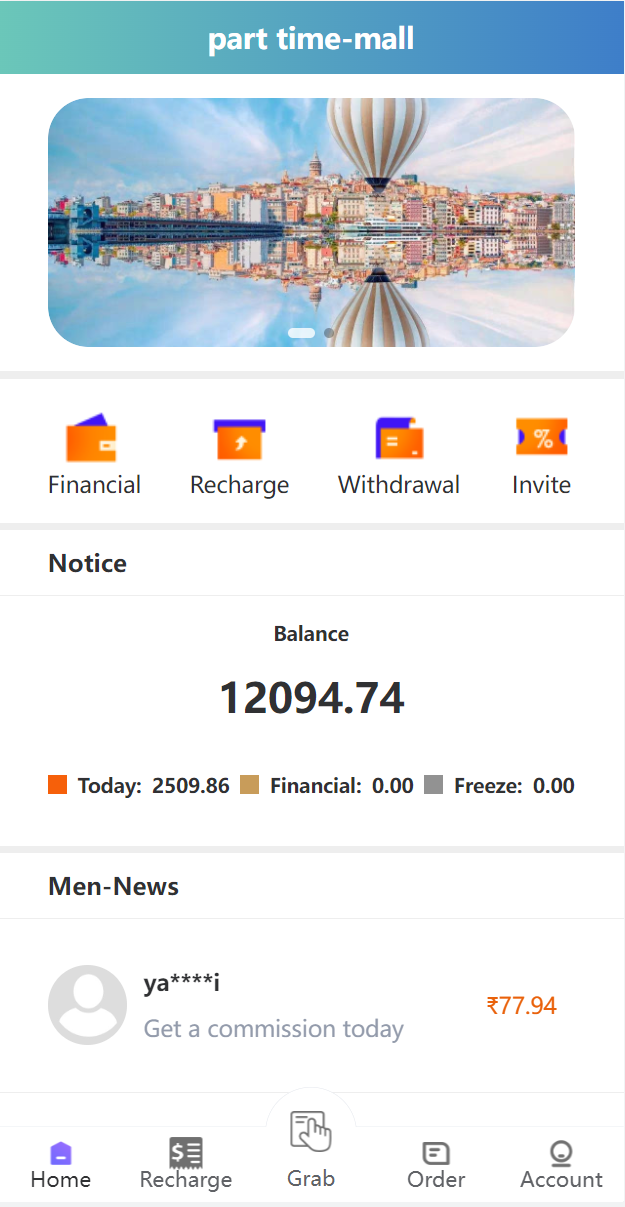 part time-mall
Financial Recharge Withdrawal Invite
Notice
Balance
12094.74
Today: 2509.86 Financial: 0.00 Freeze: 0.00
Men-News
ya****i
₹77.94
Get a commission today
Home Recharge Grab Order Account